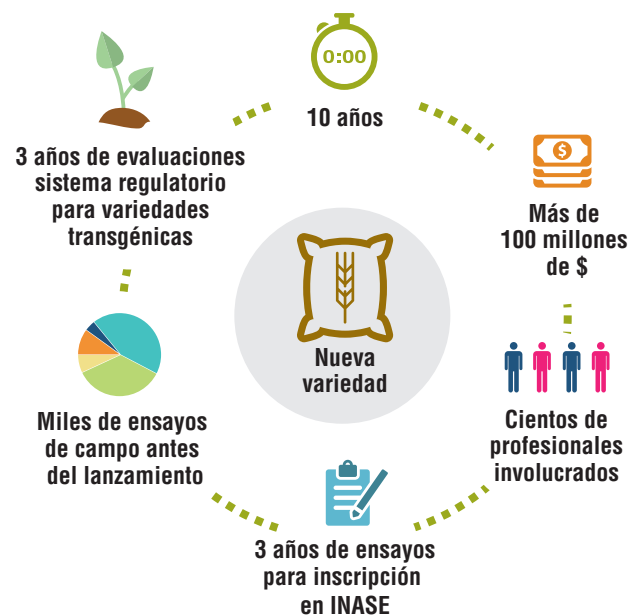 0:00
10 años
Más de
100 millones
de $
Cientos de
profesionales
involucrados
3 años de ensayos
para inscripción
en INASE
Miles de ensayos
de campo antes
del lanzamiento
3 años de evaluaciones
sistema regulatorio
para variedades
transgénicas
$
Nueva
variedad